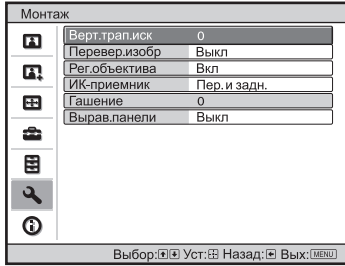 Монтаж
Верт.трап.иск 0
Перевер.изобр Выкл
Рег.объектива Вкл
ИК-приемник Пер. и задн.
Гашение 0
Вырав.панели Выкл
Выбор: Уст: Назад: Вых: MENU